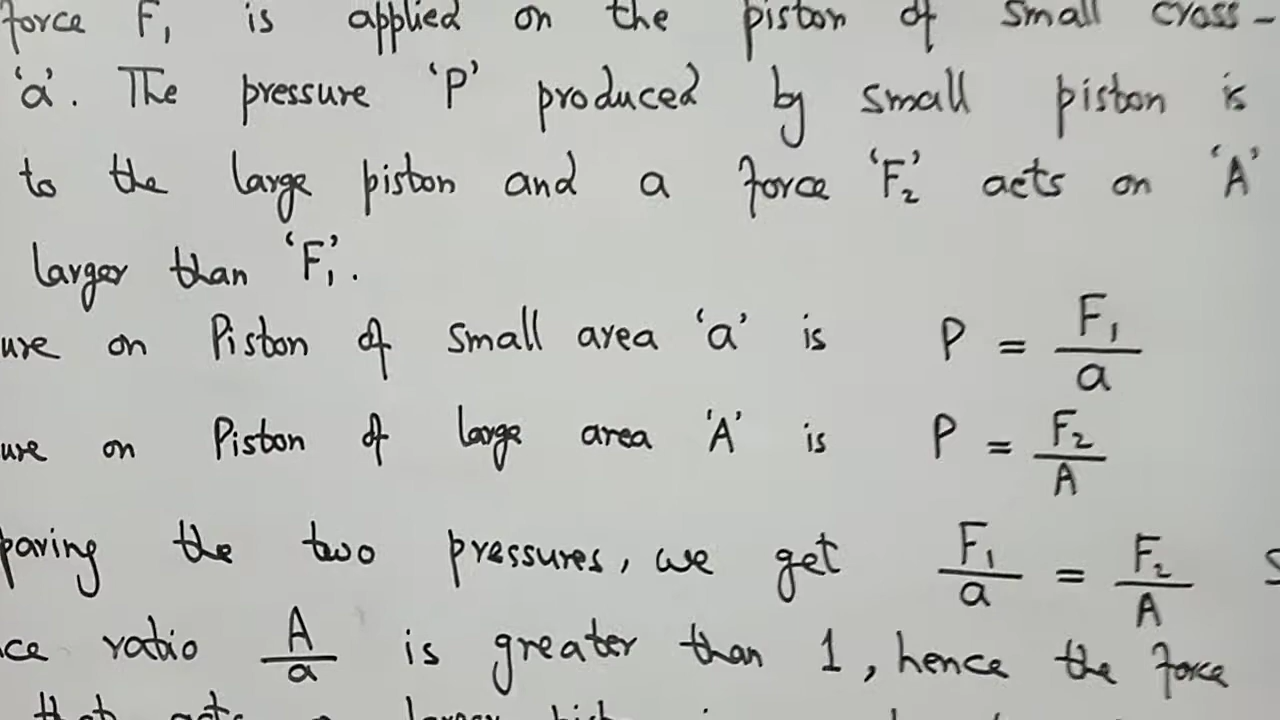 force F₁ is applied on the piston of small cross-
'a'. The pressure 'P' produced by small piston is
to the large piston and a force 'F₂' acts on 'A'
larger than 'F₁'.
ure on Piston of small area 'a' is P = F₁/a
ure on Piston of large area 'A' is P = F₂/A
paring the two pressures, we get F₁/a = F₂/A
ce ratio A/a is greater than 1, hence the force
that acts